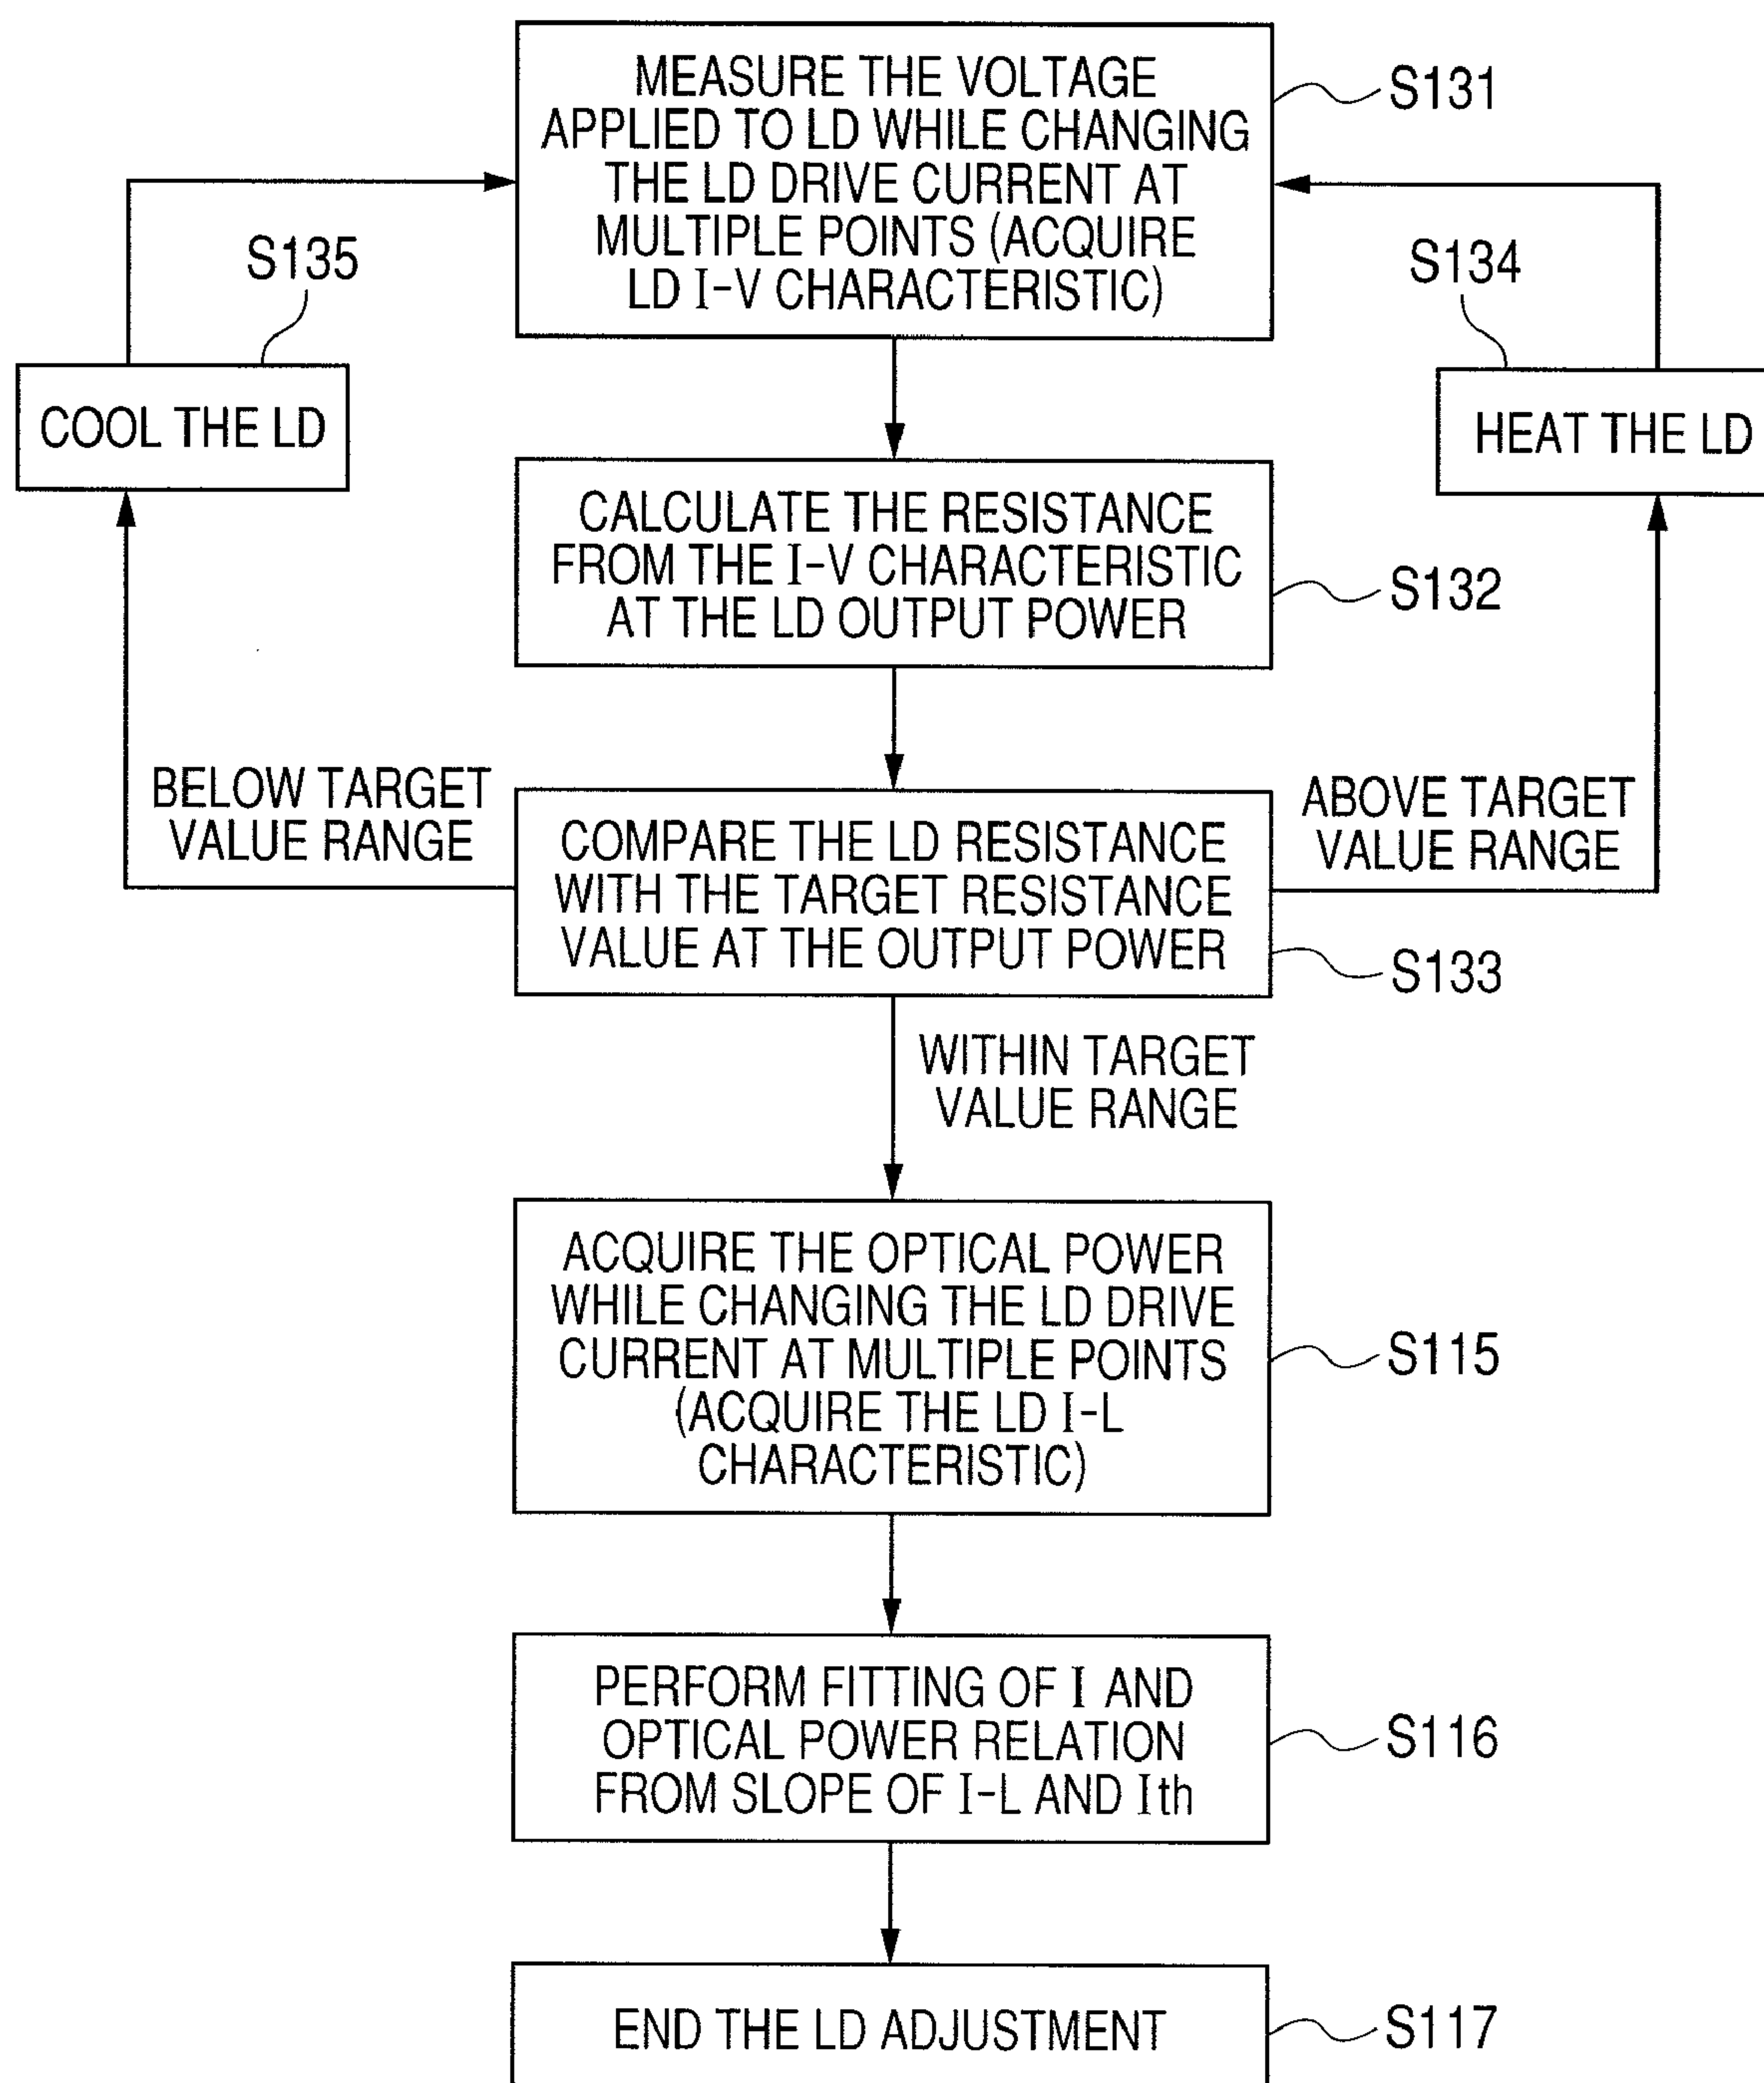 MEASURE THE VOLTAGE
APPLIED TO LD WHILE CHANGING
THE LD DRIVE CURRENT AT
MULTIPLE POINTS (ACQUIRE
LD I-V CHARACTERISTIC)
S131
S135
S134
COOL THE LD
HEAT THE LD
CALCULATE THE RESISTANCE
FROM THE I-V CHARACTERISTIC
AT THE LD OUTPUT POWER
S132
BELOW TARGET
VALUE RANGE
ABOVE TARGET
VALUE RANGE
COMPARE THE LD RESISTANCE
WITH THE TARGET RESISTANCE
VALUE AT THE OUTPUT POWER
S133
WITHIN TARGET
VALUE RANGE
ACQUIRE THE OPTICAL POWER
WHILE CHANGING THE LD DRIVE
CURRENT AT MULTIPLE POINTS
(ACQUIRE THE LD I-L
CHARACTERISTIC)
S115
PERFORM FITTING OF I AND
OPTICAL POWER RELATION
FROM SLOPE OF I-L AND Ith
S116
END THE LD ADJUSTMENT
S117